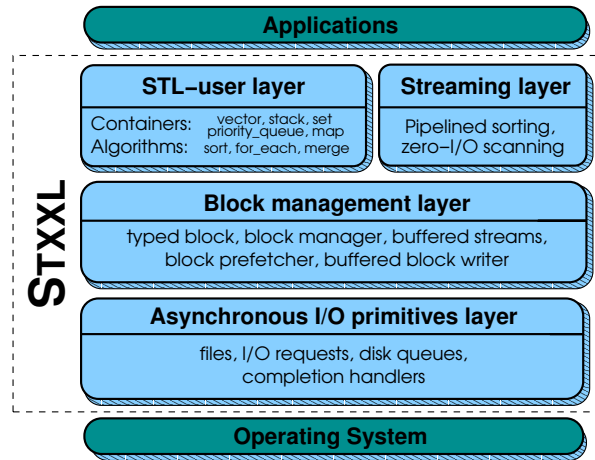 Applications
STXXL
STL–user layer
Containers: vector, stack, set
priority_queue, map
Algorithms: sort, for_each, merge
Streaming layer
Pipelined sorting,
zero–I/O scanning
Block management layer
typed block, block manager, buffered streams,
block prefetcher, buffered block writer
Asynchronous I/O primitives layer
files, I/O requests, disk queues,
completion handlers
Operating System